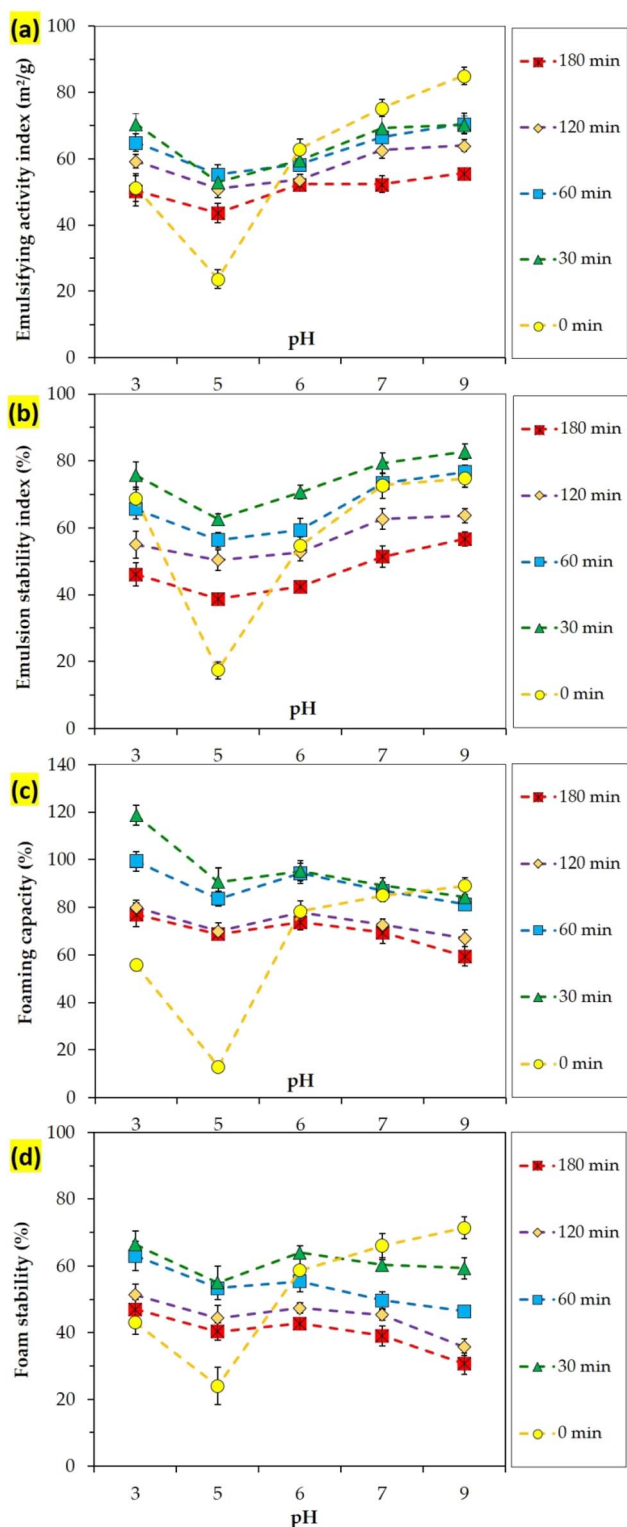 (a)
Emulsifying activity index (m²/g)
100
80
60
40
20
0
pH
3 5 6 7 9
180 min
120 min
60 min
30 min
0 min
(b)
Emulsion stability index (%)
100
80
60
40
20
0
pH
3 5 6 7 9
180 min
120 min
60 min
30 min
0 min
(c)
Foaming capacity (%)
140
120
100
80
60
40
20
0
pH
3 5 6 7 9
180 min
120 min
60 min
30 min
0 min
(d)
Foam stability (%)
100
80
60
40
20
0
3 5 6 7 9
pH
180 min
120 min
60 min
30 min
0 min